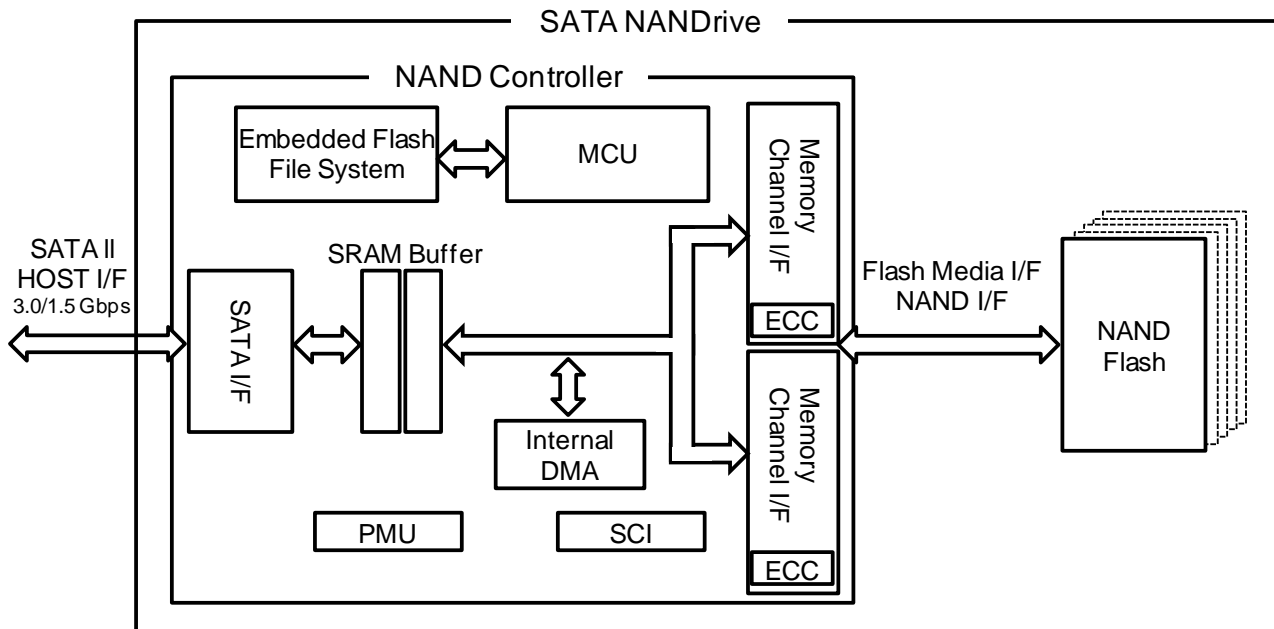 SATA NANDrive
NAND Controller
Embedded Flash
File System
MCU
Memory
Channel I/F
ECC
SATA II
HOST I/F
3.0/1.5 Gbps
SRAM Buffer
SATA I/F
Flash Media I/F
NAND I/F
NAND
Flash
Internal
DMA
Memory
Channel I/F
ECC
PMU
SCI